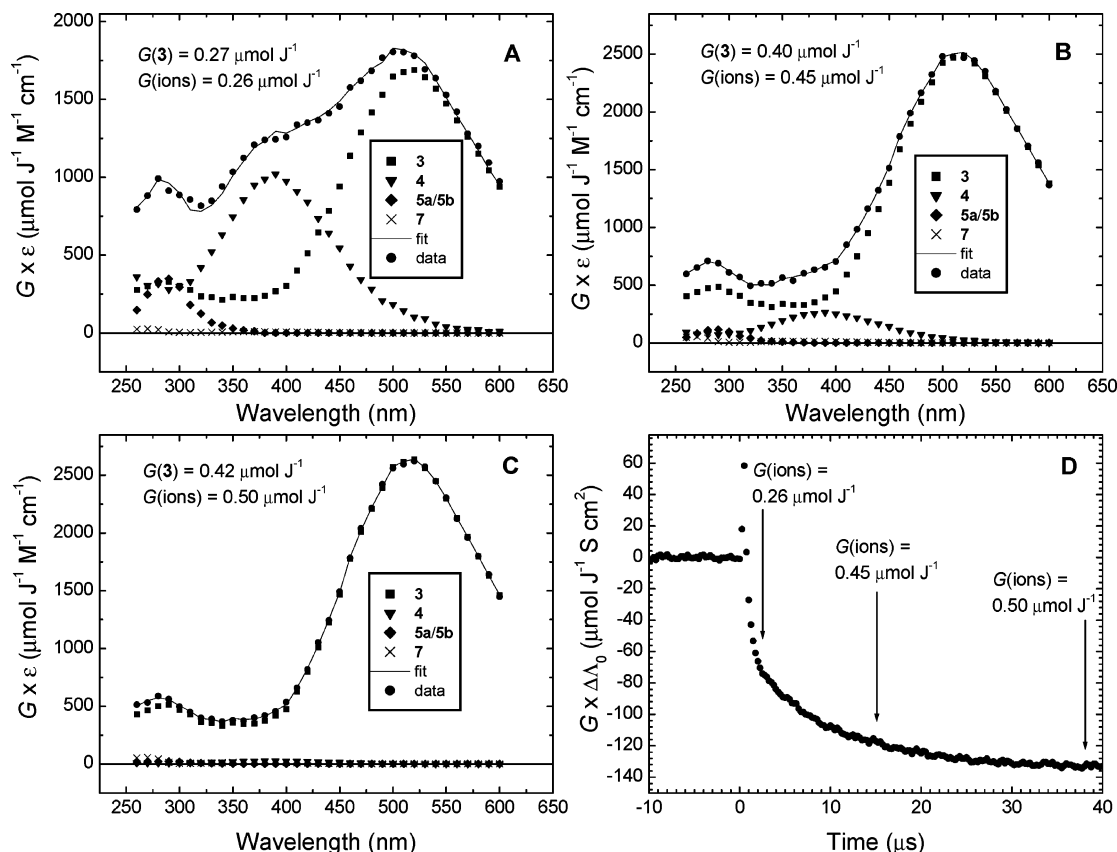 A
G(3) = 0.27 μmol J⁻¹
G(ions) = 0.26 μmol J⁻¹
G x ε (μmol J⁻¹ M⁻¹ cm⁻¹)
2000
1500
1000
500
0
3
4
5a/5b
7
fit
data
250 300 350 400 450 500 550 600 650
Wavelength (nm)
B
G(3) = 0.40 μmol J⁻¹
G(ions) = 0.45 μmol J⁻¹
G x ε (μmol J⁻¹ M⁻¹ cm⁻¹)
2500
2000
1500
1000
500
0
3
4
5a/5b
7
fit
data
250 300 350 400 450 500 550 600 650
Wavelength (nm)
C
G(3) = 0.42 μmol J⁻¹
G(ions) = 0.50 μmol J⁻¹
G x ε (μmol J⁻¹ M⁻¹ cm⁻¹)
2500
2000
1500
1000
500
0
3
4
5a/5b
7
fit
data
250 300 350 400 450 500 550 600 650
Wavelength (nm)
D
G(ions) =
0.26 μmol J⁻¹
G(ions) =
0.45 μmol J⁻¹
G(ions) =
0.50 μmol J⁻¹
G x ΔΛ₀ (μmol J⁻¹ S cm²)
60
40
20
0
-20
-40
-60
-80
-100
-120
-140
-10 0 10 20 30 40
Time (μs)